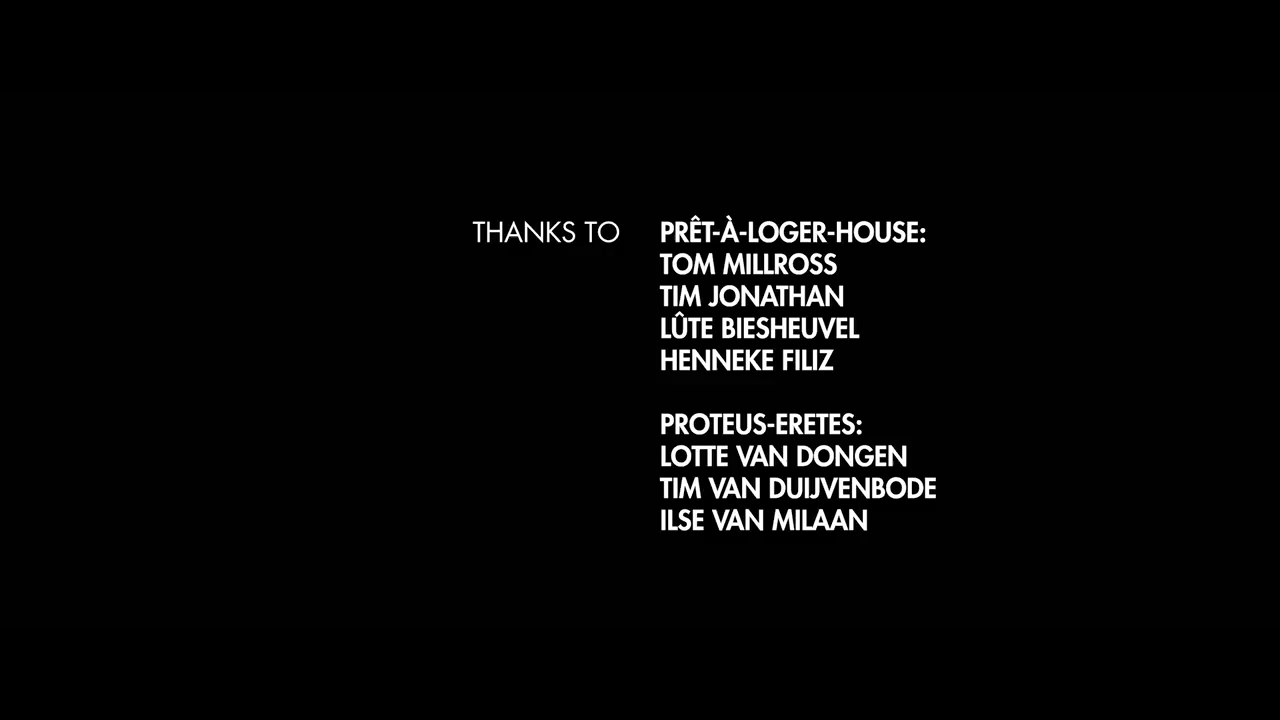 THANKS TO PRÊT-À-LOGER-HOUSE:
TOM MILLROSS
TIM JONATHAN
LÛTE BIESHEUVEL
HENNEKE FILIZ
PROTEUS-ERETES:
LOTTE VAN DONGEN
TIM VAN DUIJVENBODE
ILSE VAN MILAAN